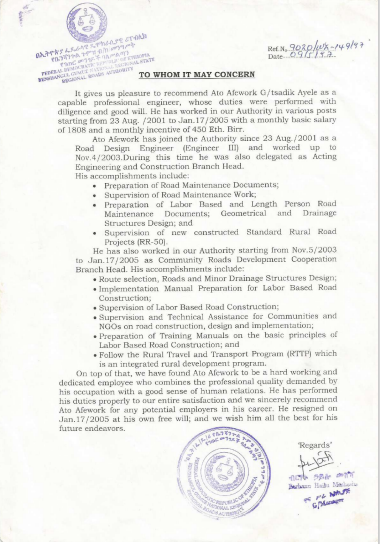 FEDERAL DEMOCRATIC REPUBLIC OF ETHIOPIA
BENISHANGUL GUMUZ NATIONAL REGIONAL STATE
REGIONAL ROADS AUTHORITY
Ref.N
Date
TO WHOM IT MAY CONCERN
It gives us pleasure to recommend Ato Afework G/tsadik Ayele as a
capable professional engineer, whose duties were performed with
diligence and good will. He has worked in our Authority in various posts
starting from 23 Aug. /2001 to Jan.17/2005 with a monthly basic salary
of 1808 and a monthly incentive of 450 Eth. Birr.
Ato Afework has joined the Authority since 23 Aug./2001 as a
Road Design Engineer (Engineer III) and worked up to
Nov.4/2003.During this time he was also delegated as Acting
Engineering and Construction Branch Head.
His accomplishments include:
• Preparation of Road Maintenance Documents;
• Supervision of Road Maintenance Work;
• Preparation of Labor Based and Length Person Road
Maintenance Documents; Geometrical and Drainage
Structures Design; and
• Supervision of new constructed Standard Rural Road
Projects (RR-50).
He has also worked in our Authority starting from Nov.5/2003
to Jan.17/2005 as Community Roads Development Cooperation
Branch Head. His accomplishments include:
• Route selection, Roads and Minor Drainage Structures Design;
• Implementation Manual Preparation for Labor Based Road
Construction;
• Supervision of Labor Based Road Construction;
• Supervision and Technical Assistance for Communities and
NGOs on road construction, design and implementation;
• Preparation of Training Manuals on the basic principles of
Labor Based Road Construction; and
• Follow the Rural Travel and Transport Program (RTTP) which
is an integrated rural development program.
On top of that, we have found Ato Afework to be a hard working and
dedicated employee who combines the professional quality demanded by
his occupation with a good sense of human relations. He has performed
his duties properly to our entire satisfaction and we sincerely recommend
Ato Afework for any potential employers in his career. He resigned on
Jan.17/2005 at his own free will; and we wish him all the best for his
future endeavors.
"Regards"
G/Manager